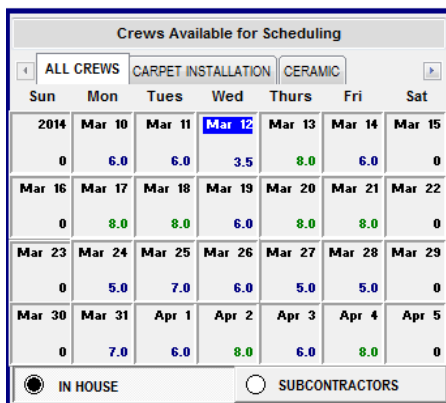 Crews Available for Scheduling
ALL CREWS CARPET INSTALLATION CERAMIC
Sun Mon Tues Wed Thurs Fri Sat
2014 Mar 10 Mar 11 Mar 12 Mar 13 Mar 14 Mar 15
0 6.0 6.0 3.5 8.0 6.0 0
Mar 16 Mar 17 Mar 18 Mar 19 Mar 20 Mar 21 Mar 22
0 8.0 8.0 6.0 8.0 8.0 0
Mar 23 Mar 24 Mar 25 Mar 26 Mar 27 Mar 28 Mar 29
0 5.0 7.0 6.0 5.0 5.0 0
Mar 30 Mar 31 Apr 1 Apr 2 Apr 3 Apr 4 Apr 5
0 7.0 6.0 8.0 6.0 8.0 0
IN HOUSE SUBCONTRACTORS